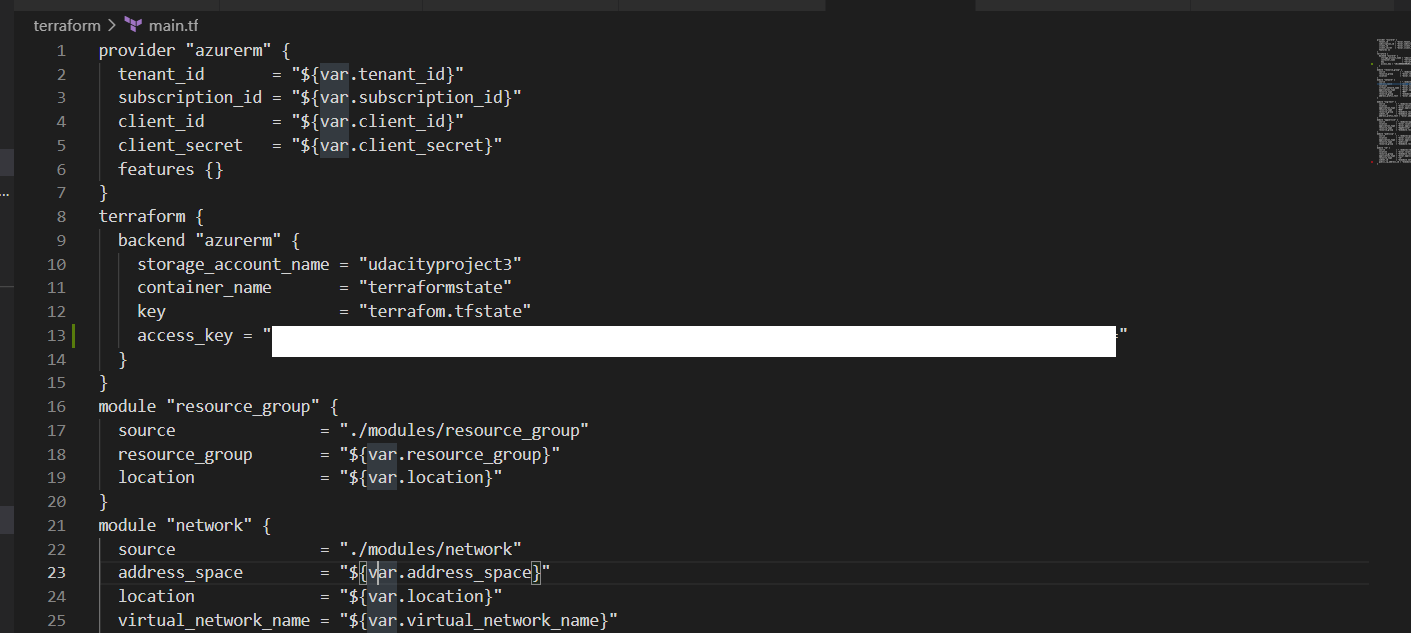 terraform > main.tf
1 provider "azurerm" {
2   tenant_id       = "${var.tenant_id}"
3   subscription_id = "${var.subscription_id}"
4   client_id       = "${var.client_id}"
5   client_secret   = "${var.client_secret}"
6   features {}
7 }
8 terraform {
9   backend "azurerm" {
10     storage_account_name = "udacityproject3"
11     container_name       = "terraformstate"
12     key                  = "terrafom.tfstate"
13     access_key = " "
14   }
15 }
16 module "resource_group" {
17   source               = "./modules/resource_group"
18   resource_group       = "${var.resource_group}"
19   location             = "${var.location}"
20 }
21 module "network" {
22   source               = "./modules/network"
23   address_space        = "${var.address_space}"
24   location             = "${var.location}"
25   virtual_network_name = "${var.virtual_network_name}"